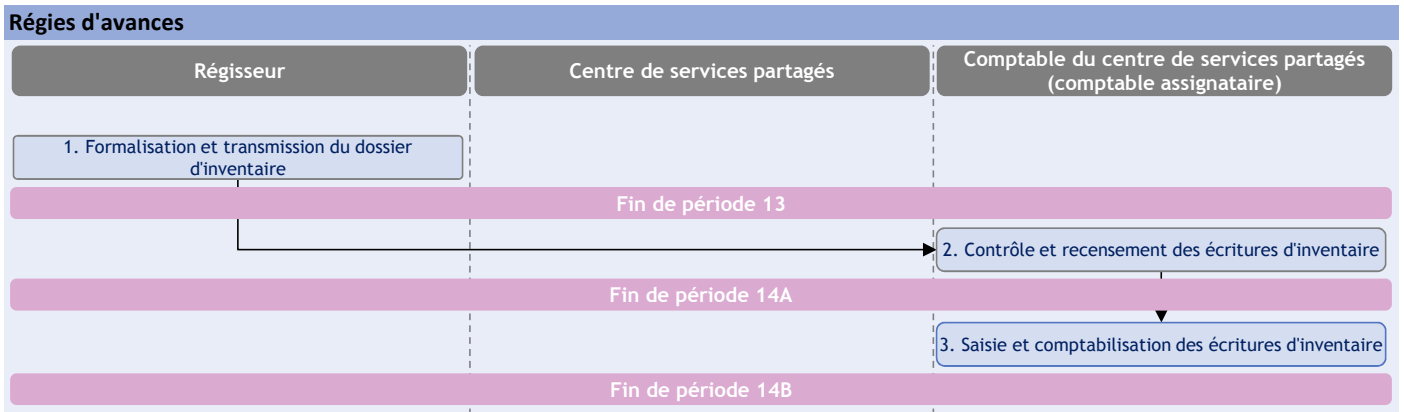 Régies d'avances
Régisseur
Centre de services partagés
Comptable du centre de services partagés
(comptable assignataire)
1. Formalisation et transmission du dossier
d'inventaire
Fin de période 13
2. Contrôle et recensement des écritures d'inventaire
Fin de période 14A
3. Saisie et comptabilisation des écritures d'inventaire
Fin de période 14B